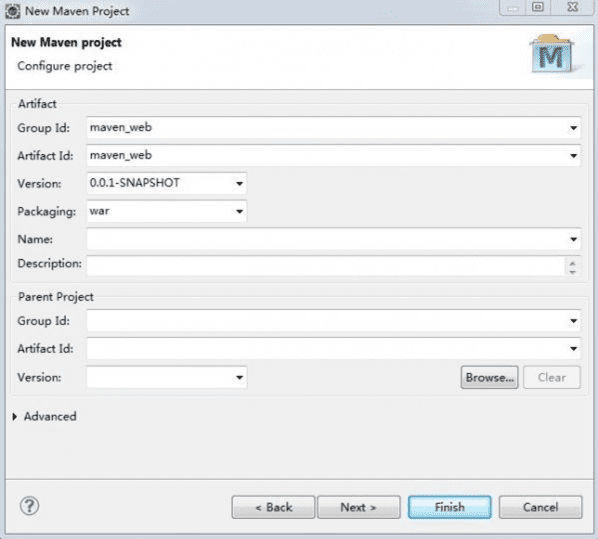 New Maven Project
New Maven project
Configure project
M
Artifact
Group Id: maven_web
Artifact Id: maven_web
Version: 0.0.1-SNAPSHOT
Packaging: war
Name:
Description:
Parent Project
Group Id:
Artifact Id:
Version: Browse... Clear
Advanced
? < Back Next > Finish Cancel